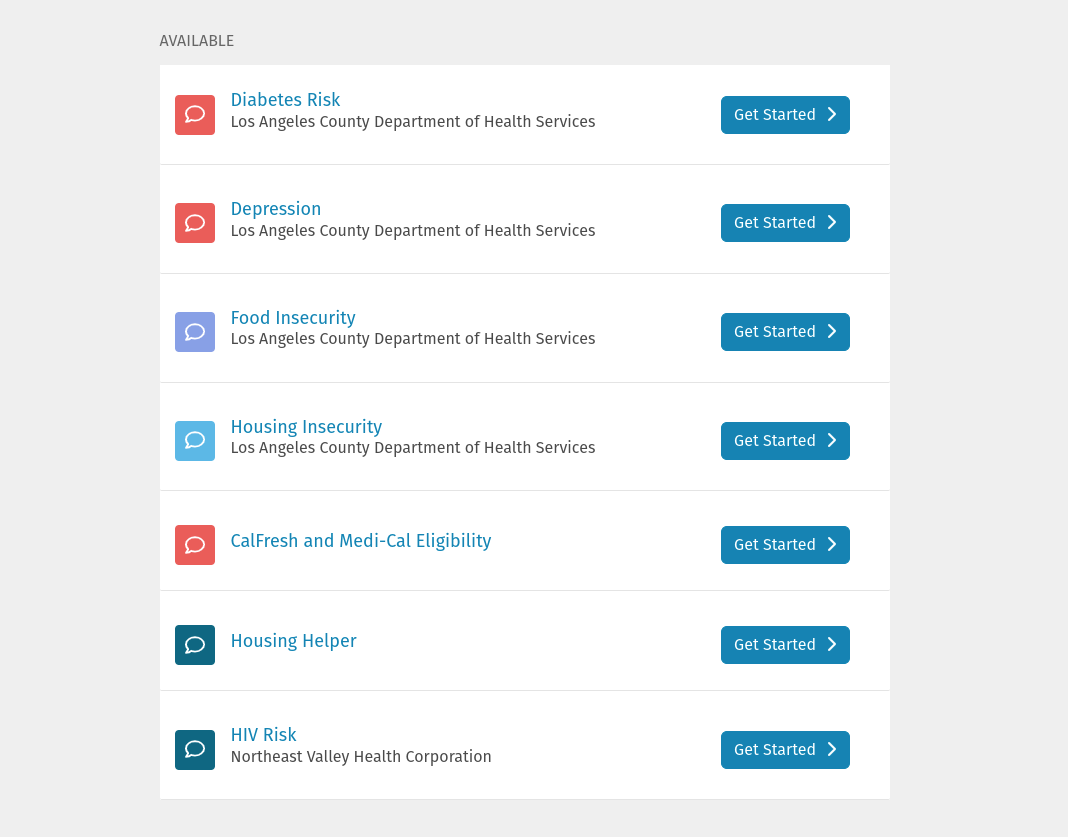 AVAILABLE
Diabetes Risk
Los Angeles County Department of Health Services
Get Started
Depression
Los Angeles County Department of Health Services
Get Started
Food Insecurity
Los Angeles County Department of Health Services
Get Started
Housing Insecurity
Los Angeles County Department of Health Services
Get Started
CalFresh and Medi-Cal Eligibility
Get Started
Housing Helper
Get Started
HIV Risk
Northeast Valley Health Corporation
Get Started